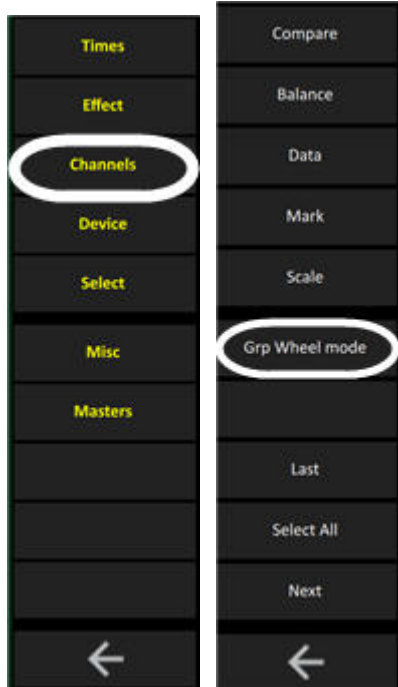 Times
Effect
Channels
Device
Select
Misc
Masters
Compare
Balance
Data
Mark
Scale
Grp Wheel mode
Last
Select All
Next